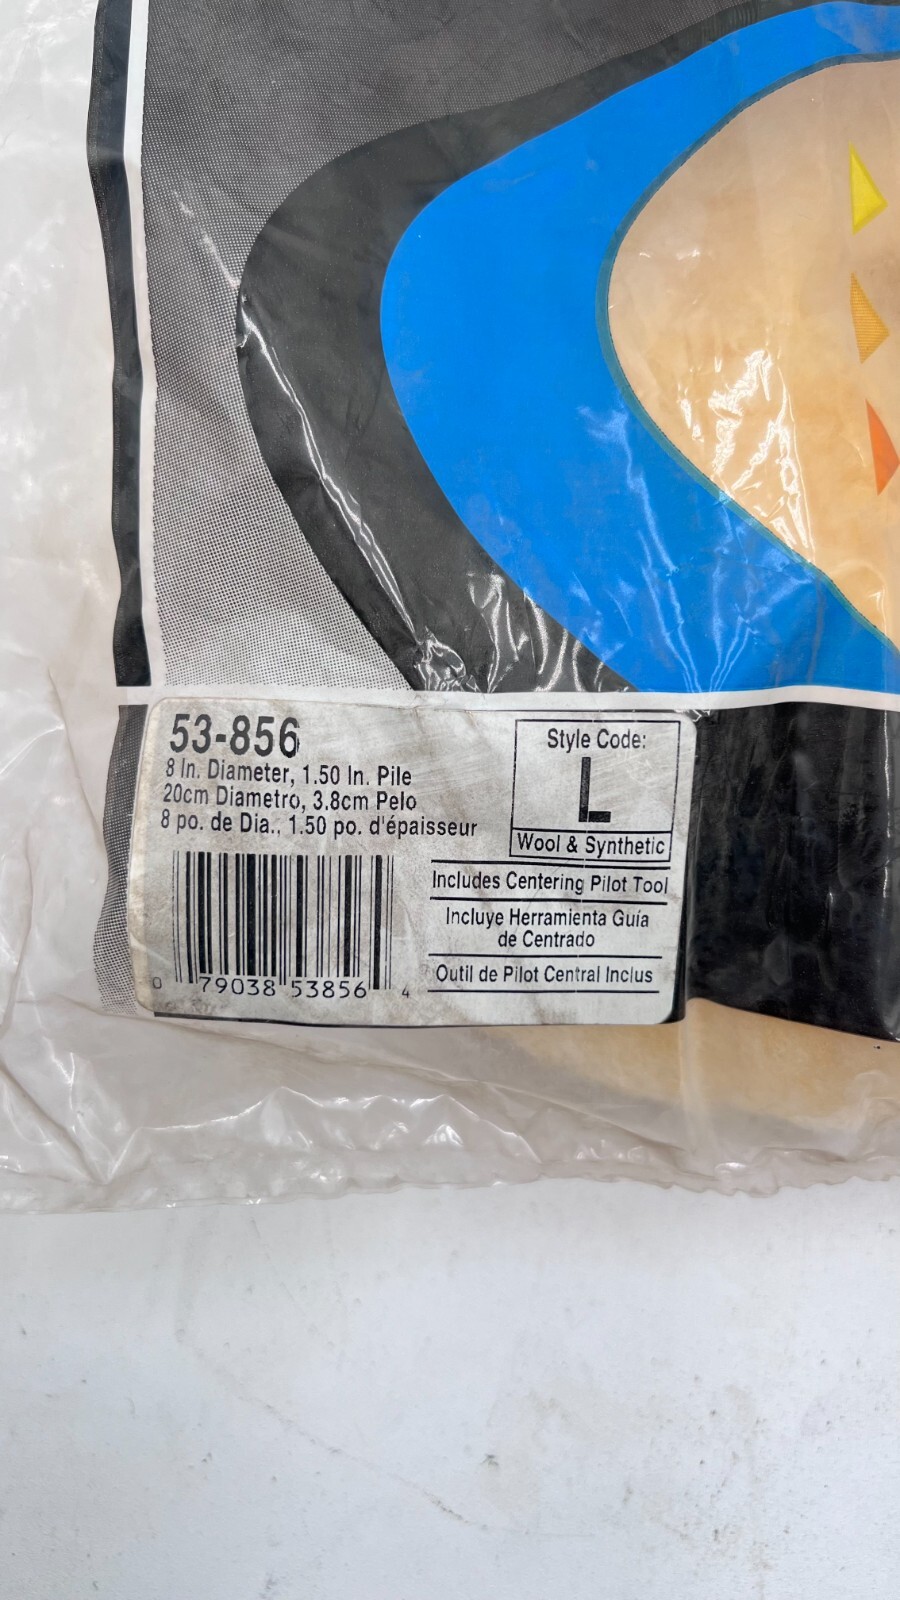 53-856
8 In. Diameter, 1.50 In. Pile
20cm Diametro, 3.8cm Pelo
8 po. de Dia., 1.50 po. d'épaisseur
0 79038 53856 4
Style Code:
L
Wool & Synthetic
Includes Centering Pilot Tool
Incluye Herramienta Guía
de Centrado
Outil de Pilot Central Inclus